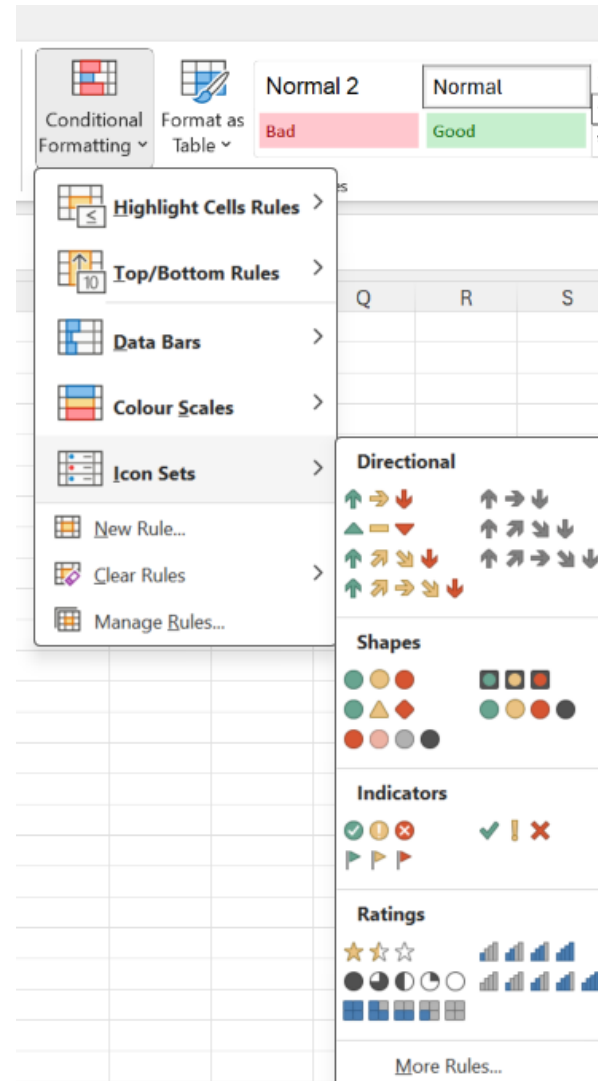 Conditional
Formatting
Format as
Table
Normal 2
Normal
Bad
Good
Highlight Cells Rules
Top/Bottom Rules
10
Data Bars
Colour Scales
Icon Sets
New Rule...
Clear Rules
Manage Rules...
Q R S
Directional
Shapes
Indicators
Ratings
More Rules...